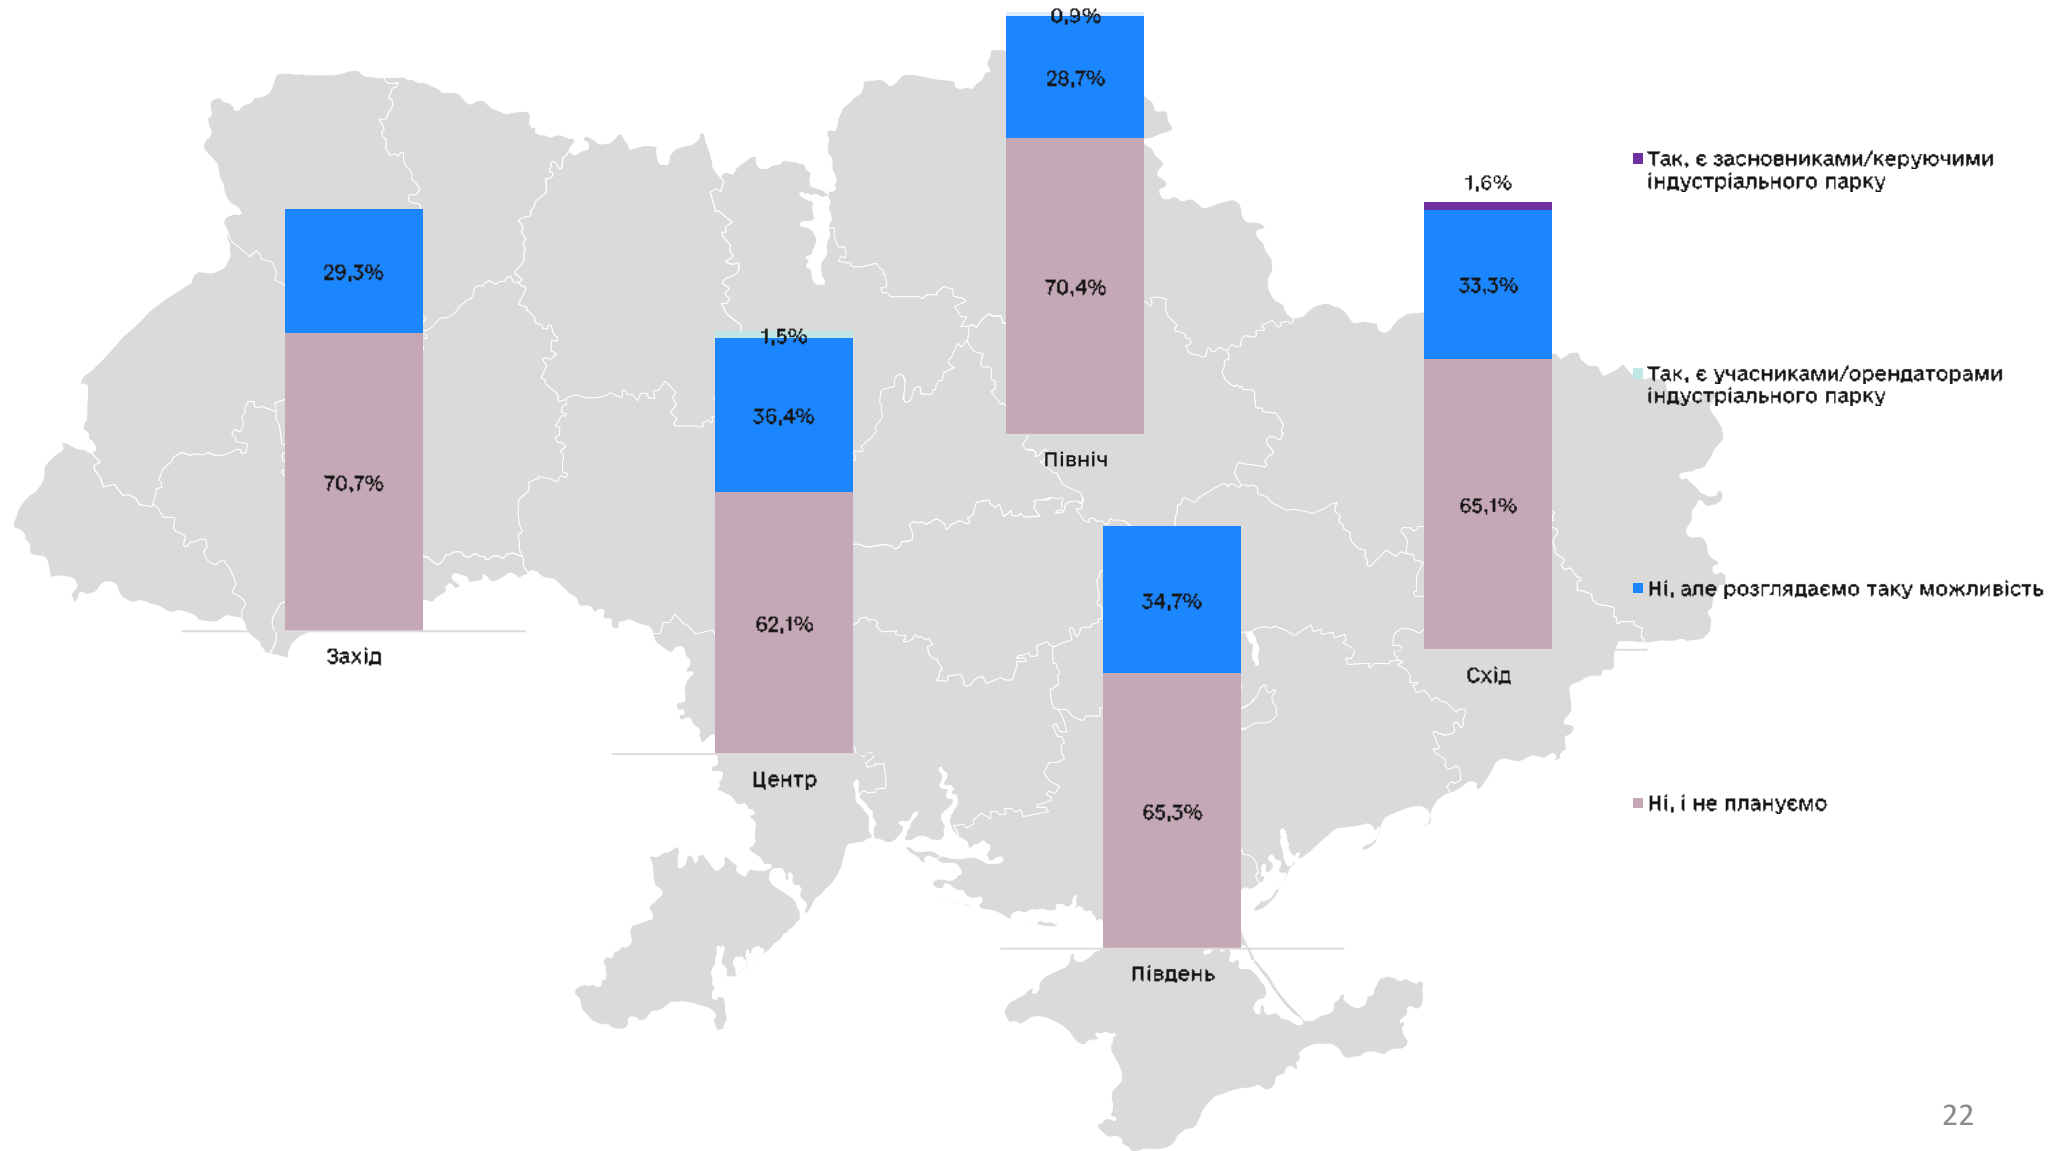 0,9%
28,7%
70,4%
Північ
29,3%
70,7%
Захід
1,5%
36,4%
62,1%
Центр
34,7%
65,3%
Південь
1,6%
33,3%
65,1%
Схід
Так, є засновниками/керуючими
індустріального парку
Так, є учасниками/орендаторами
індустріального парку
Ні, але розглядаємо таку можливість
Ні, і не плануємо
22